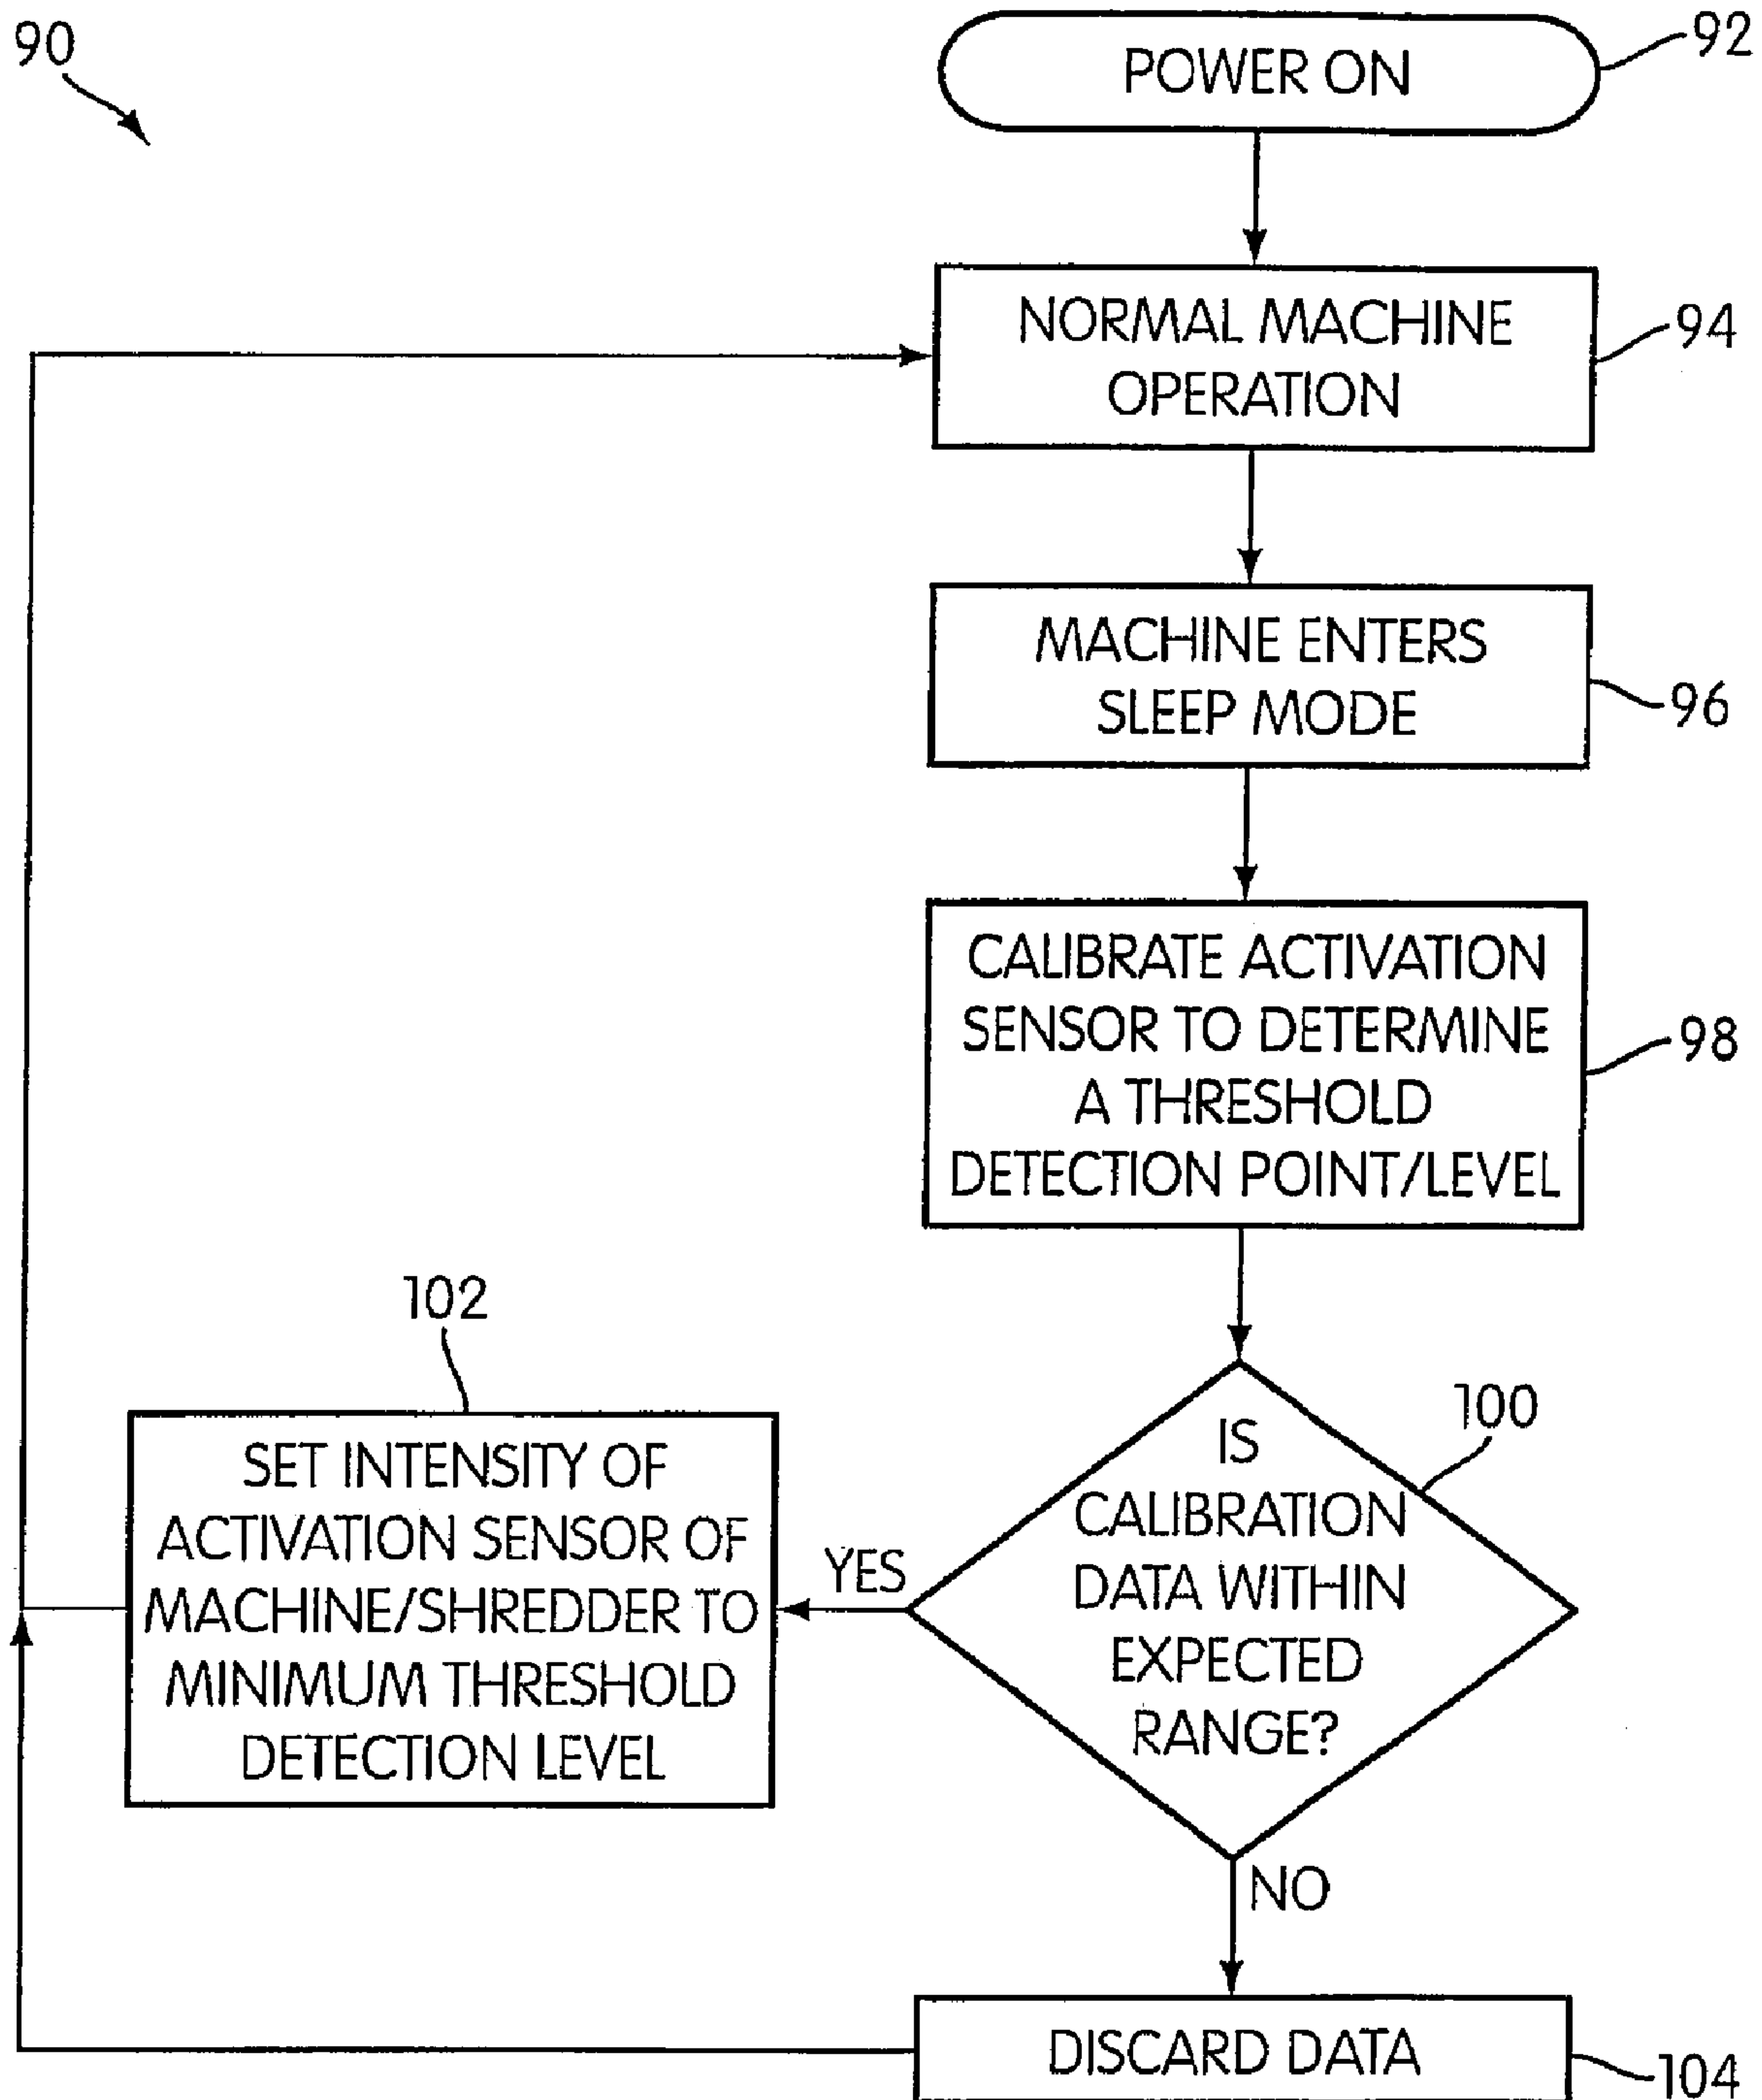 90
POWER ON
92
NORMAL MACHINE
OPERATION
94
MACHINE ENTERS
SLEEP MODE
96
CALIBRATE ACTIVATION
SENSOR TO DETERMINE
A THRESHOLD
DETECTION POINT/LEVEL
98
IS
CALIBRATION
DATA WITHIN
EXPECTED
RANGE?
100
YES
102
SET INTENSITY OF
ACTIVATION SENSOR OF
MACHINE/SHREDDER TO
MINIMUM THRESHOLD
DETECTION LEVEL
NO
DISCARD DATA
104